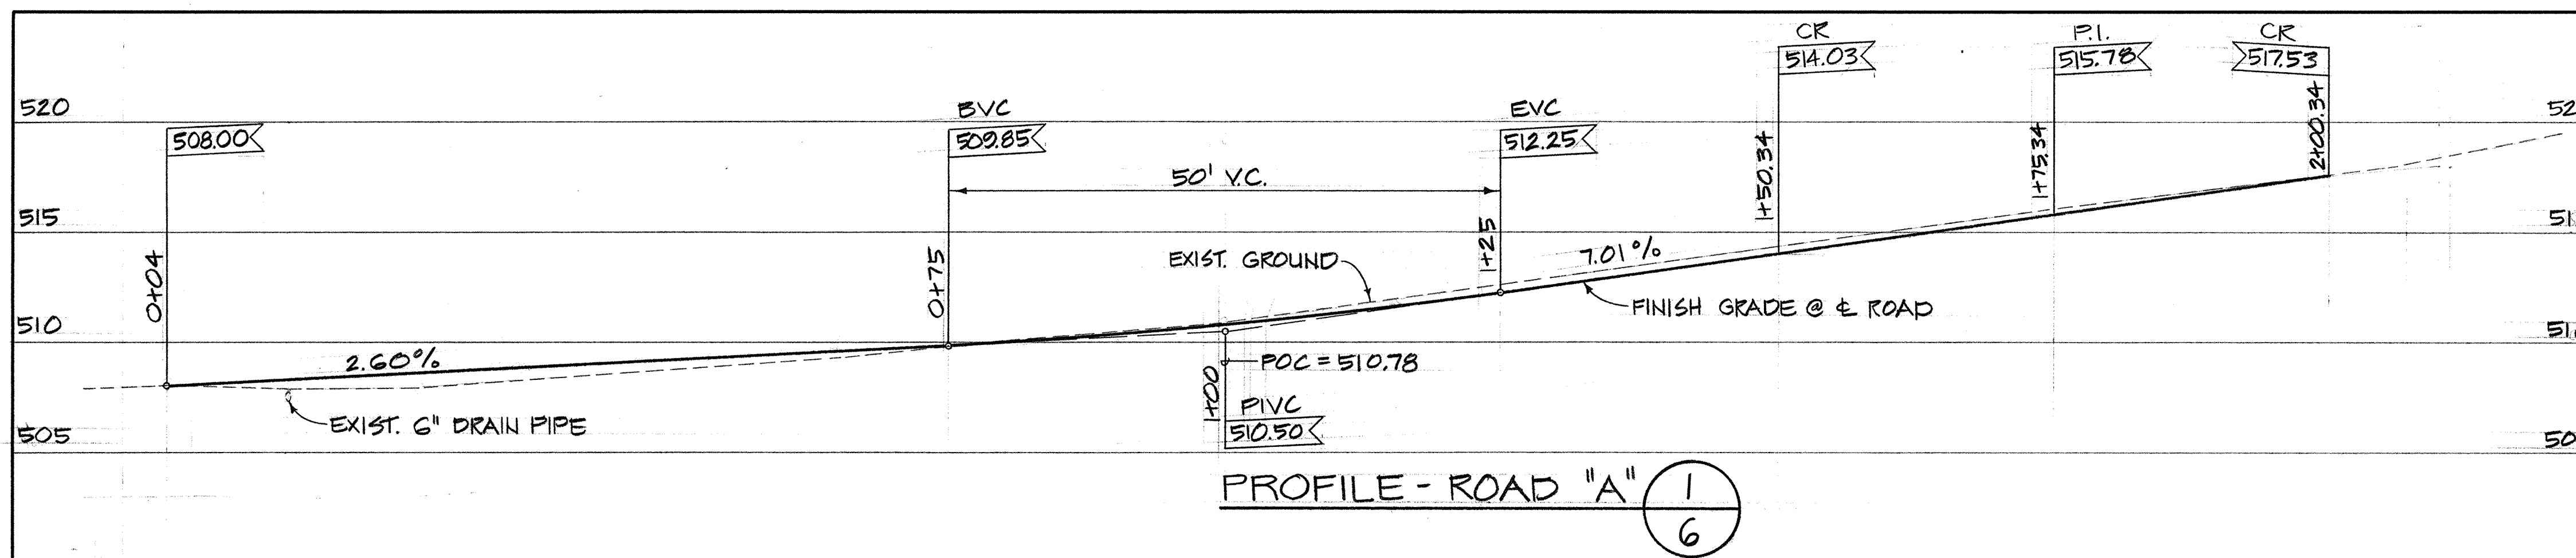 CR
514.03
P.I.
515.78
CR
517.53
520
508.00
BVC
509.85
EVC
512.25
1+50.34
1+75.34
2+00.34
52
50' V.C.
515
51
0+04
0+75
1+25
EXIST. GROUND
7.01%
FINISH GRADE @ ℄ ROAD
510
51
2.60%
POC = 510.78
1+00
PIVC
510.50
EXIST. 6" DRAIN PIPE
505
50
PROFILE - ROAD "A"
1
6